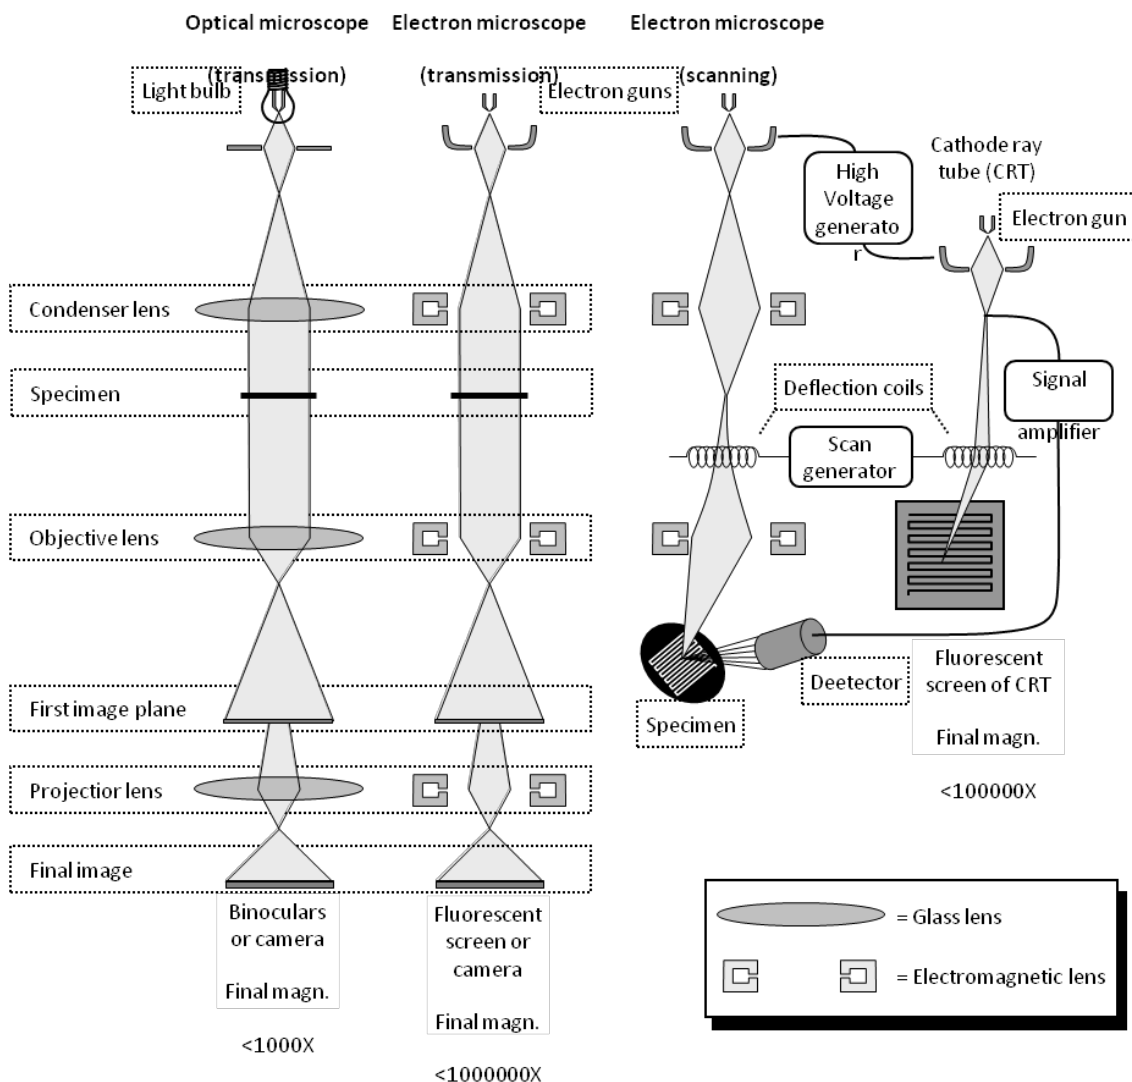 Optical microscope
(transmission)
Electron microscope
(transmission)
Electron microscope
(scanning)
Light bulb
Electron guns
High
Voltage
generato
r
Cathode ray
tube (CRT)
Electron gun
Condenser lens
Specimen
Deflection coils
Signal
amplifier
Scan
generator
Objective lens
First image plane
Specimen
Deetector
Fluorescent
screen of CRT
Final magn.
<100000X
Projectior lens
Final image
Binoculars
or camera
Final magn.
<1000X
Fluorescent
screen or
camera
Final magn.
<1000000X
= Glass lens
= Electromagnetic lens